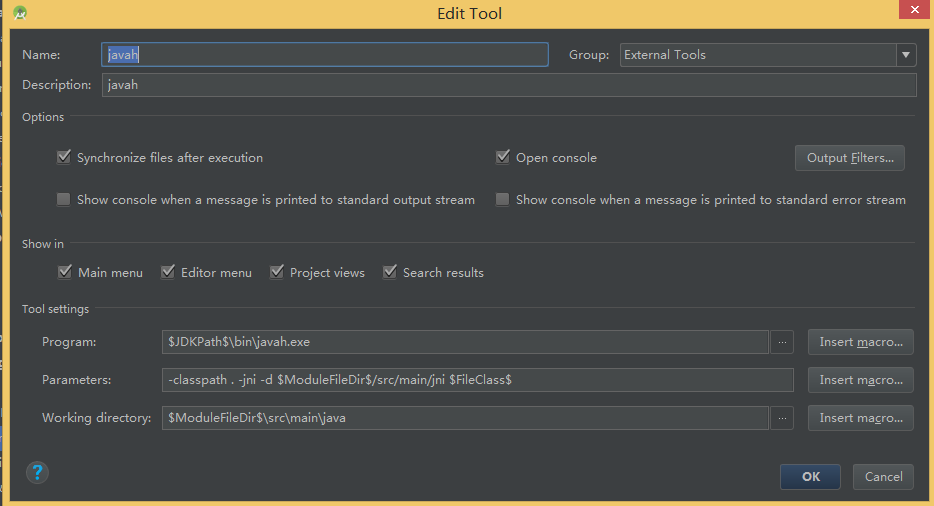 Edit Tool
Name: javah Group: External Tools
Description: javah
Options
Synchronize files after execution Open console Output Filters...
Show console when a message is printed to standard output stream Show console when a message is printed to standard error stream
Show in
Main menu Editor menu Project views Search results
Tool settings
Program: $JDKPath$\bin\javah.exe ... Insert macro...
Parameters: -classpath . -jni -d $ModuleFileDir$/src/main/jni $FileClass$ Insert macro...
Working directory: $ModuleFileDir$\src\main\java ... Insert macro...
? OK Cancel